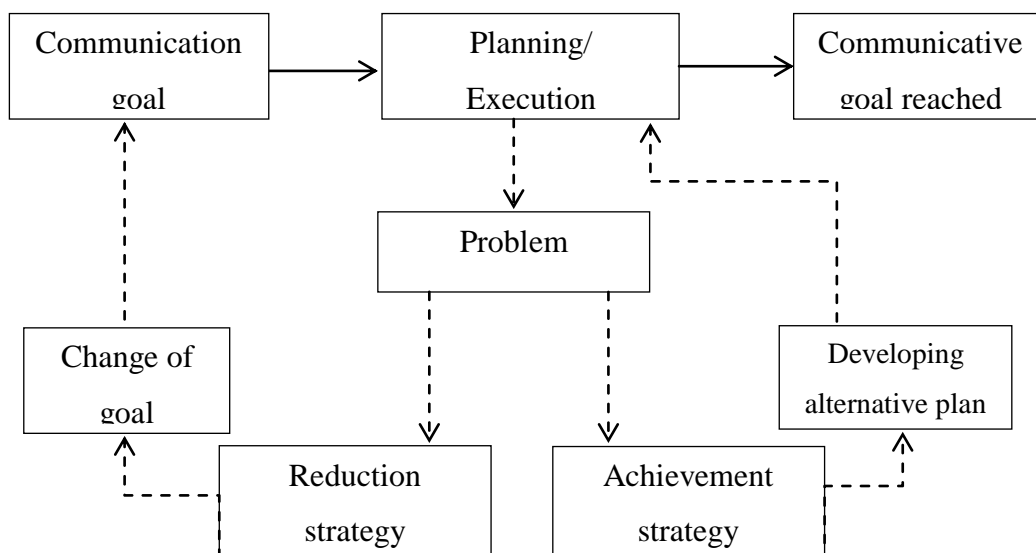 Communication
goal
Planning/
Execution
Communicative
goal reached
Problem
Change of
goal
Developing
alternative plan
Reduction
strategy
Achievement
strategy